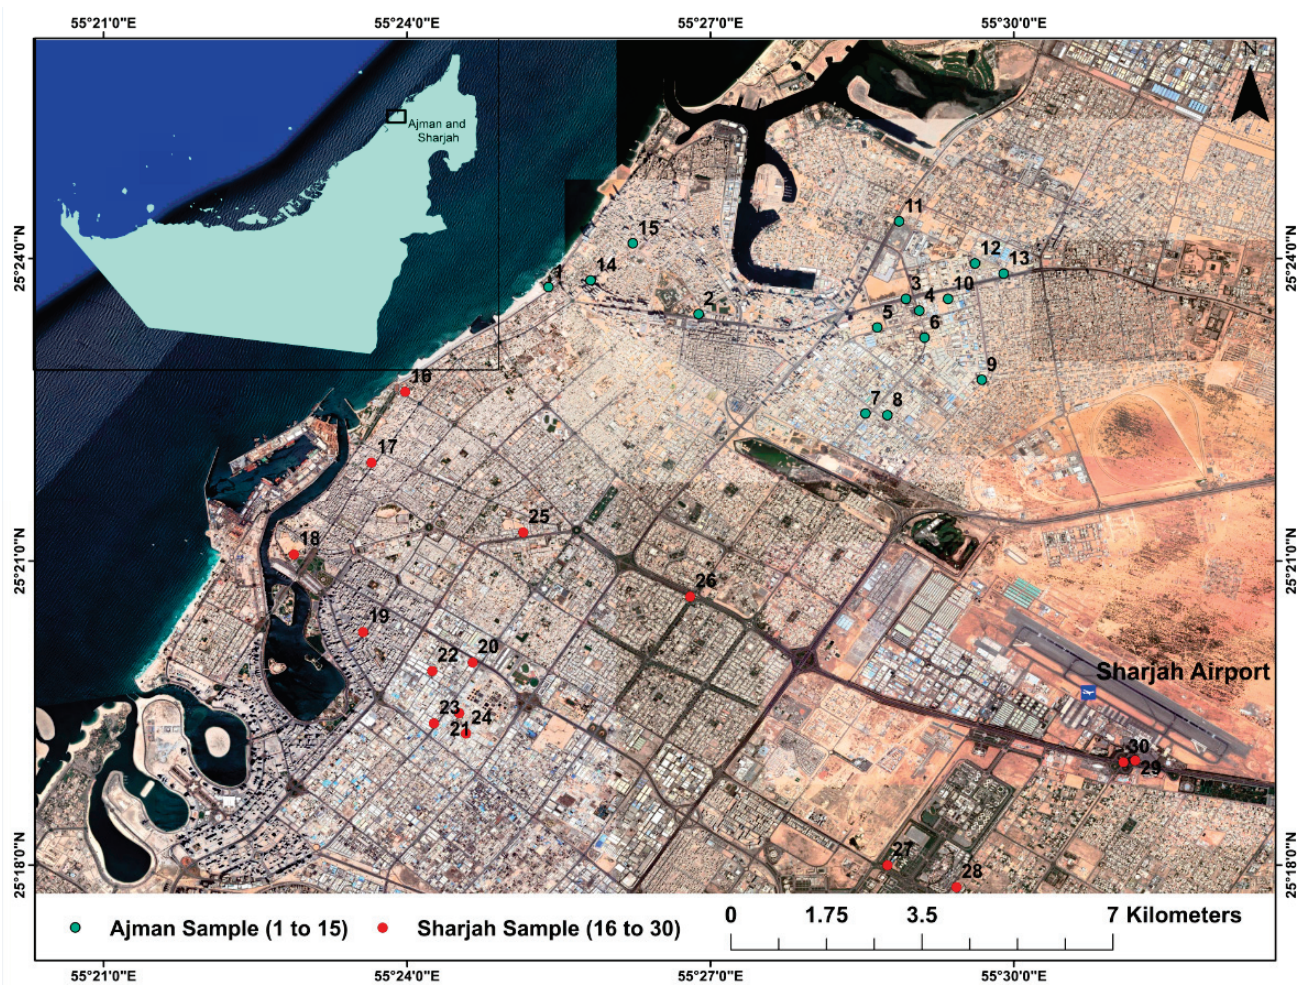 55°21'0"E 55°24'0"E 55°27'0"E 55°30'0"E
N
Ajman and
Sharjah
11
15
12
13
25°24'0"N
25°24'0"N
1
14
3
4
10
2
5
6
9
16
7
8
17
25
18
25°21'0"N
25°21'0"N
26
19
20
22
Sharjah Airport
23
24
21
30
29
27
28
25°18'0"N
25°18'0"N
0 1.75 3.5 7 Kilometers
Ajman Sample (1 to 15) Sharjah Sample (16 to 30)
55°21'0"E 55°24'0"E 55°27'0"E 55°30'0"E